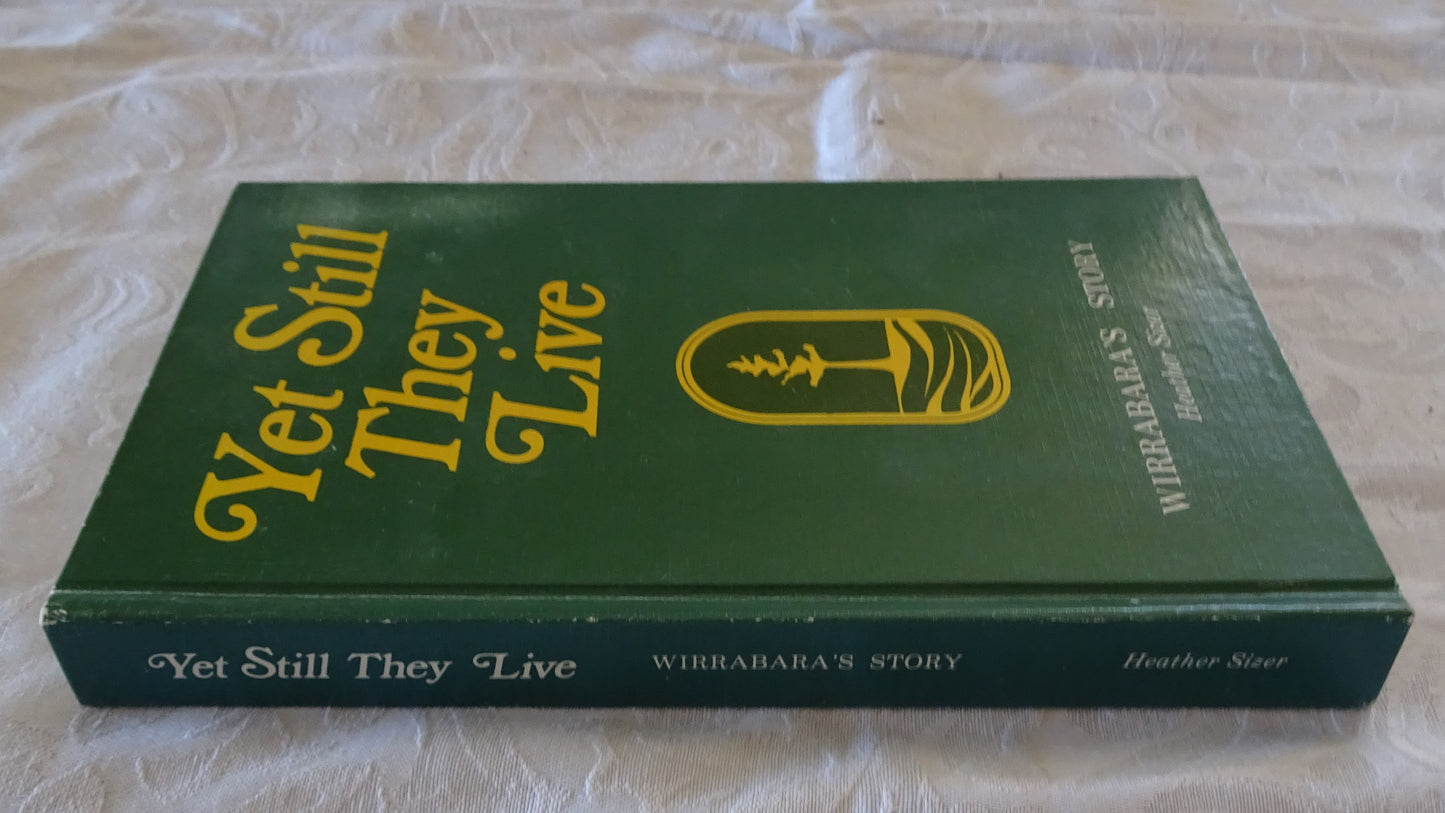 Yet Still
They
Live
WIRRABARA'S STORY
Heather Sizer
Yet Still They Live WIRRABARA'S STORY Heather Sizer